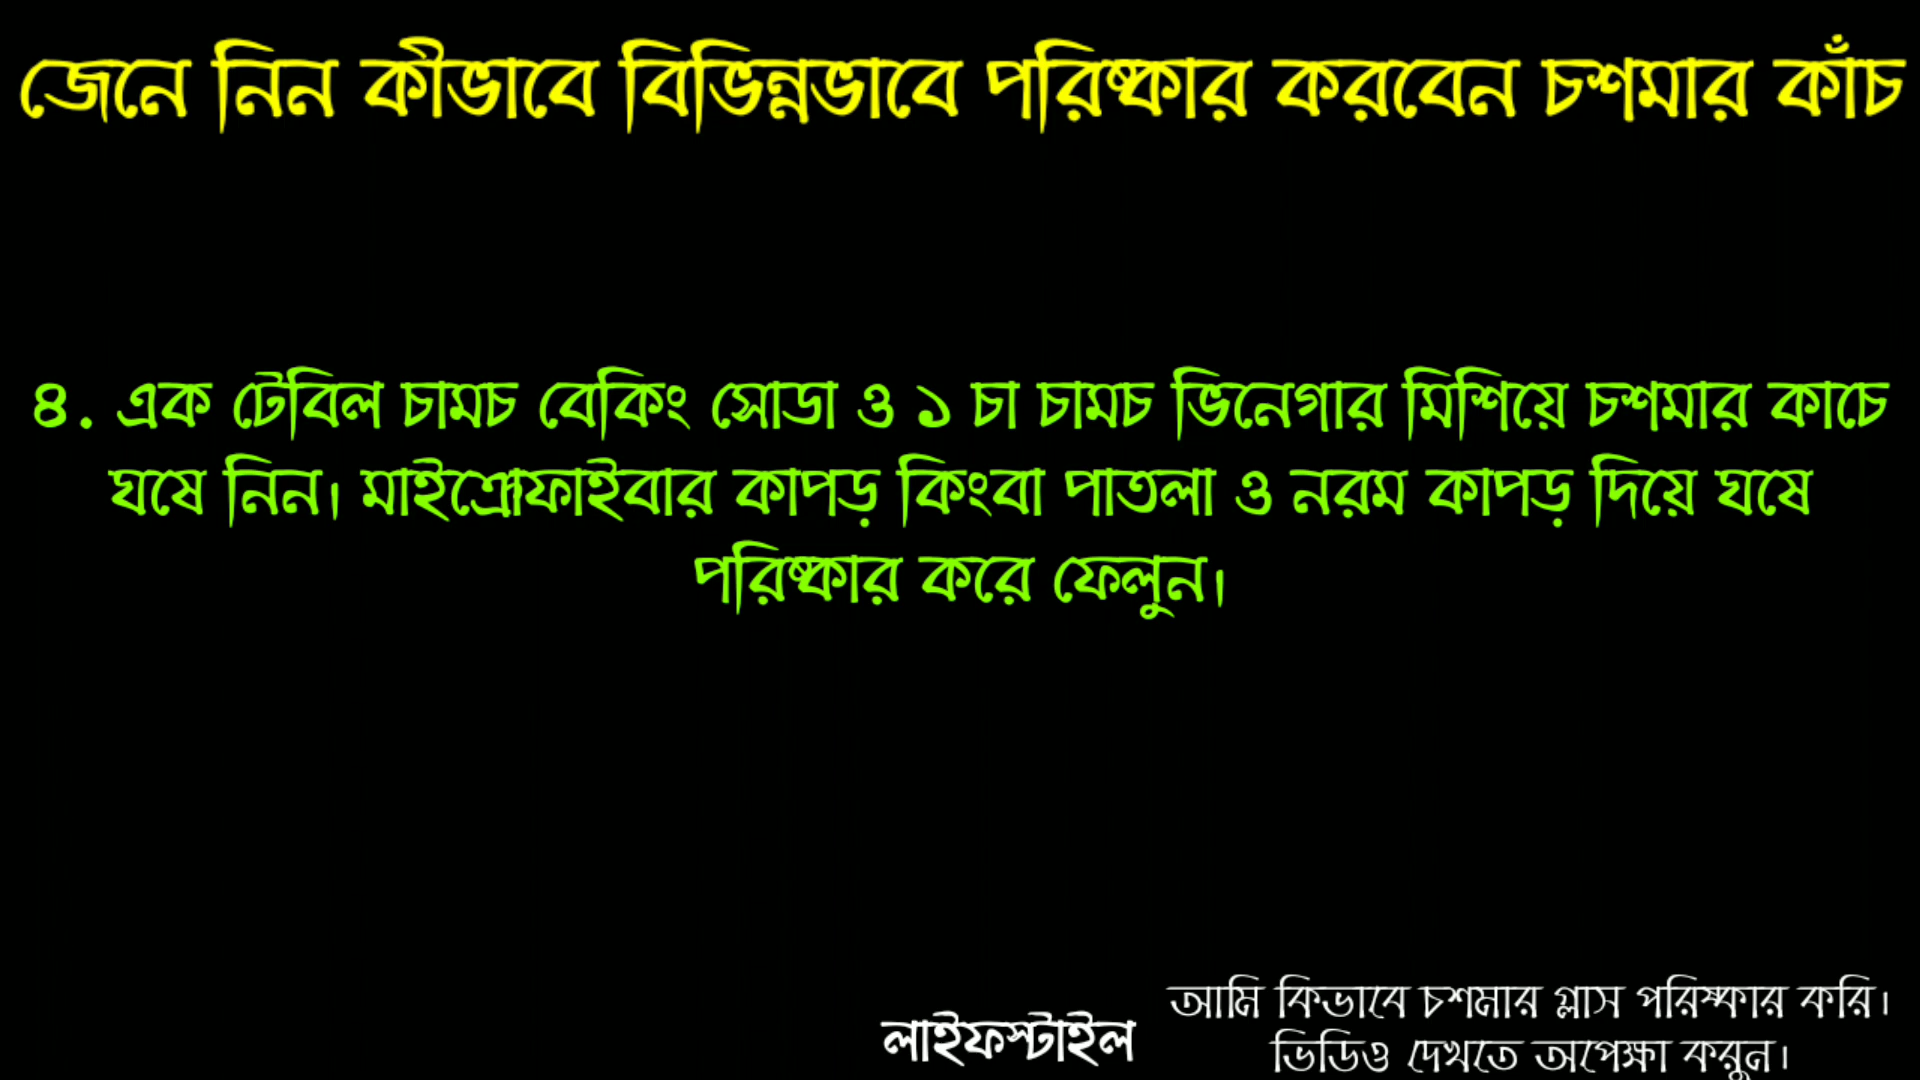 জেনে নিন কীভাবে বিভিন্নভাবে পরিষ্কার করবেন চশমার কাঁচ
৪. এক টেবিল চামচ বেকিং সোডা ও ১ চা চামচ ভিনেগার মিশিয়ে চশমার কাচে
ঘষে নিন। মাইক্রোফাইবার কাপড় কিংবা পাতলা ও নরম কাপড় দিয়ে ঘষে
পরিষ্কার করে ফেলুন।
লাইফস্টাইল
আমি কিভাবে চশমার গ্লাস পরিষ্কার করি।
ভিডিও দেখতে অপেক্ষা করুন।